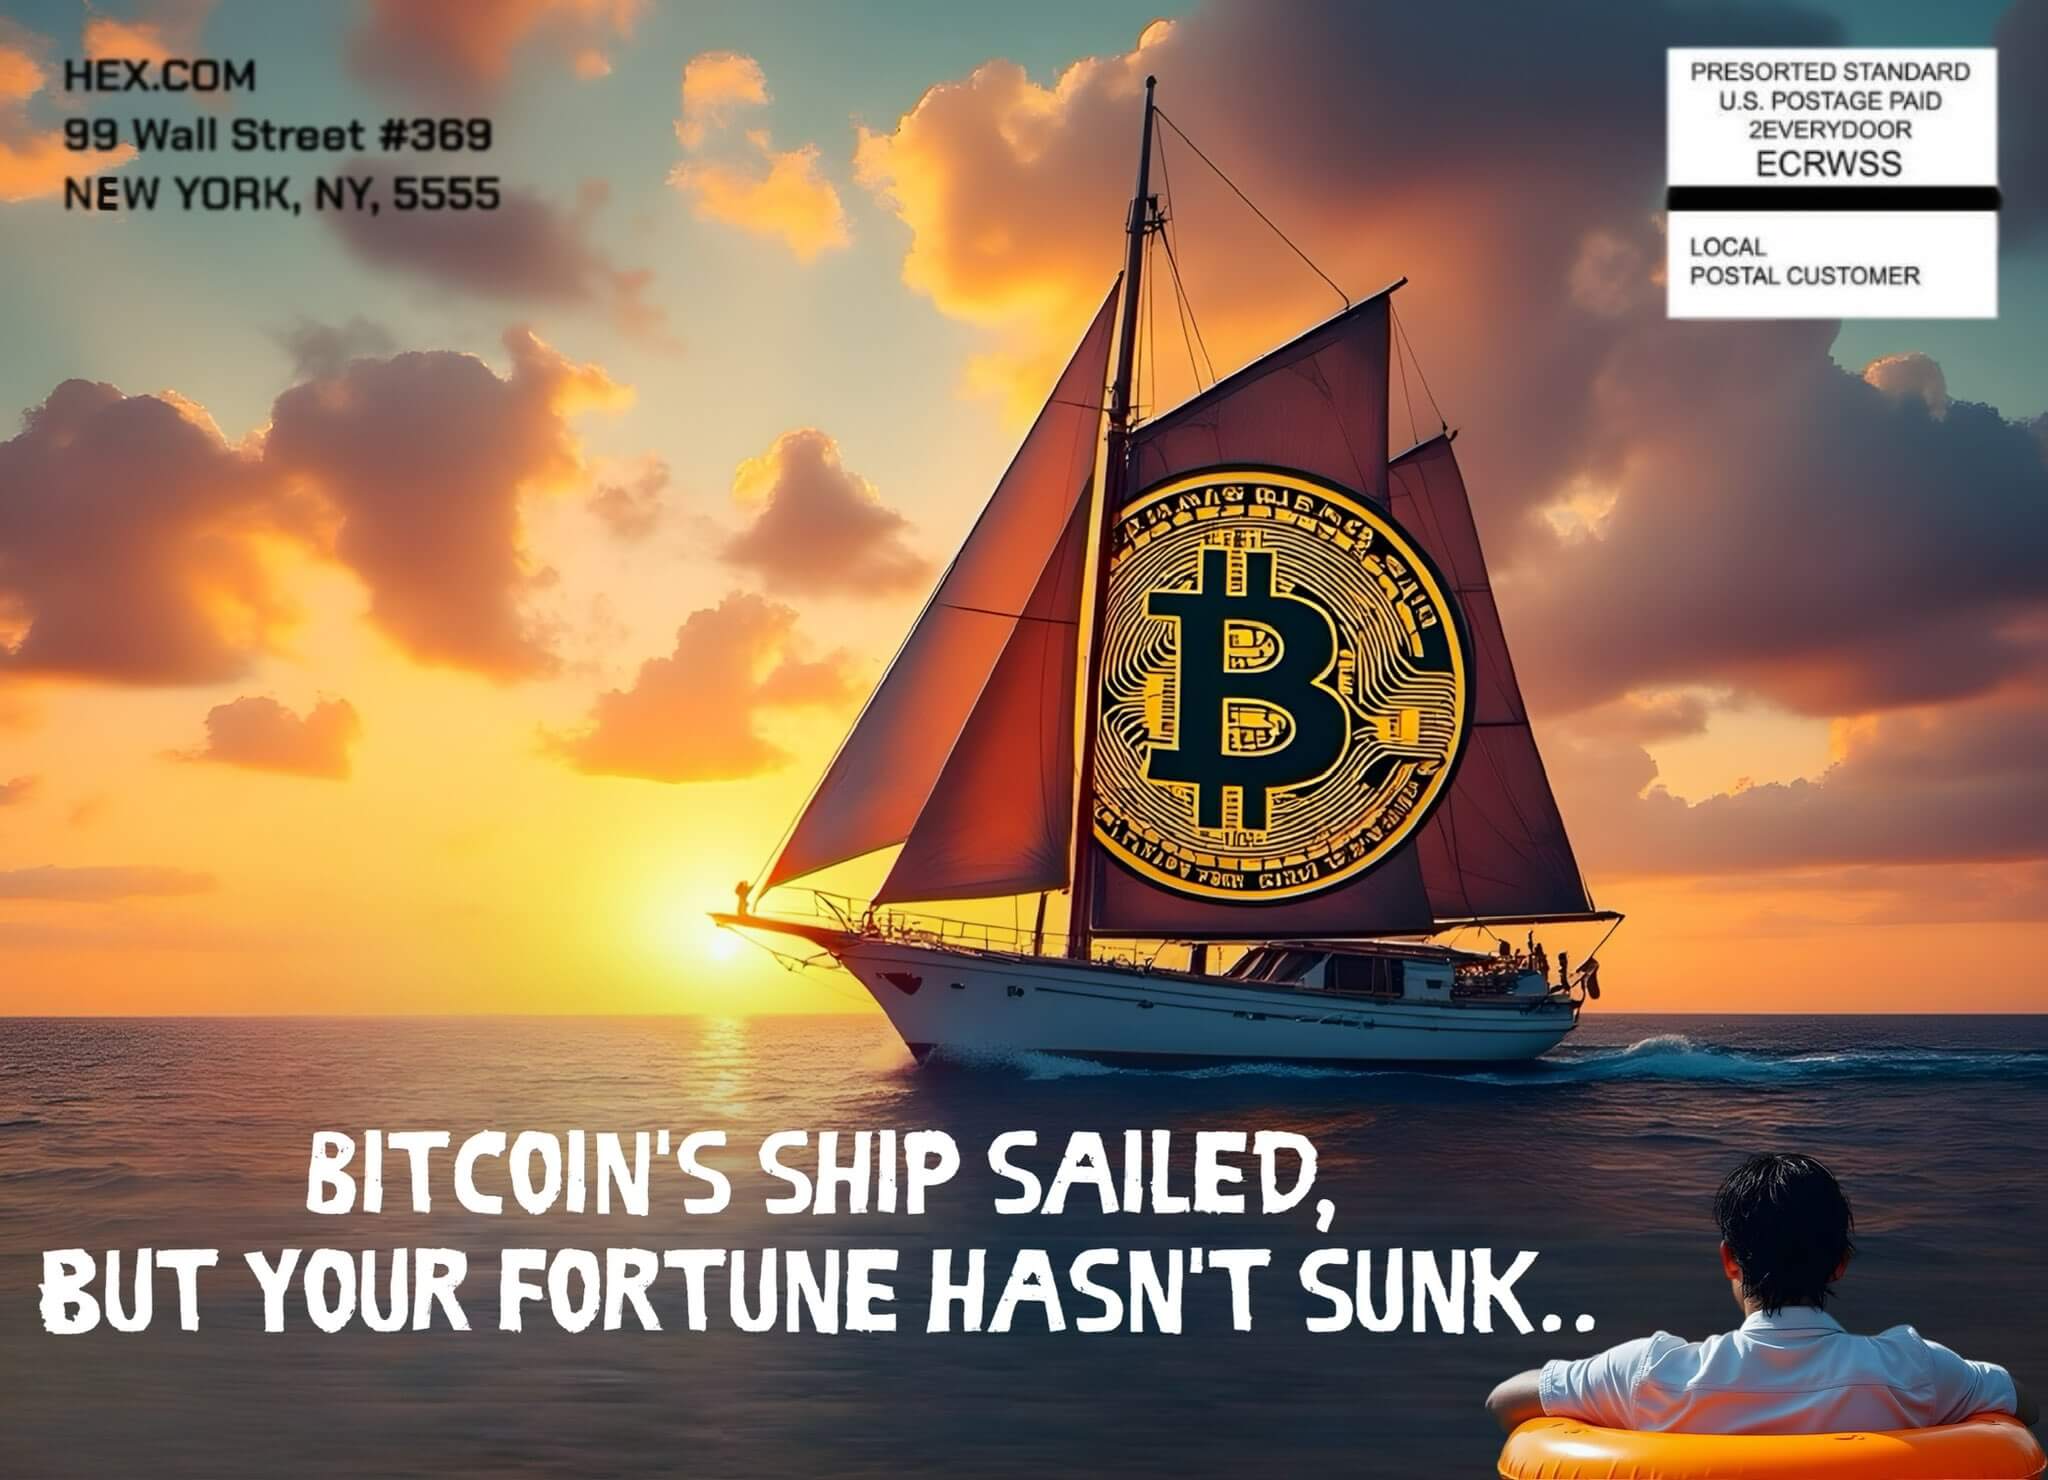 HEX.COM
99 Wall Street #369
NEW YORK, NY, 5555
PRESORTED STANDARD
U.S. POSTAGE PAID
2EVERYDOOR
ECRWSS
LOCAL
POSTAL CUSTOMER
BITCOIN'S SHIP SAILED,
BUT YOUR FORTUNE HASN'T SUNK..